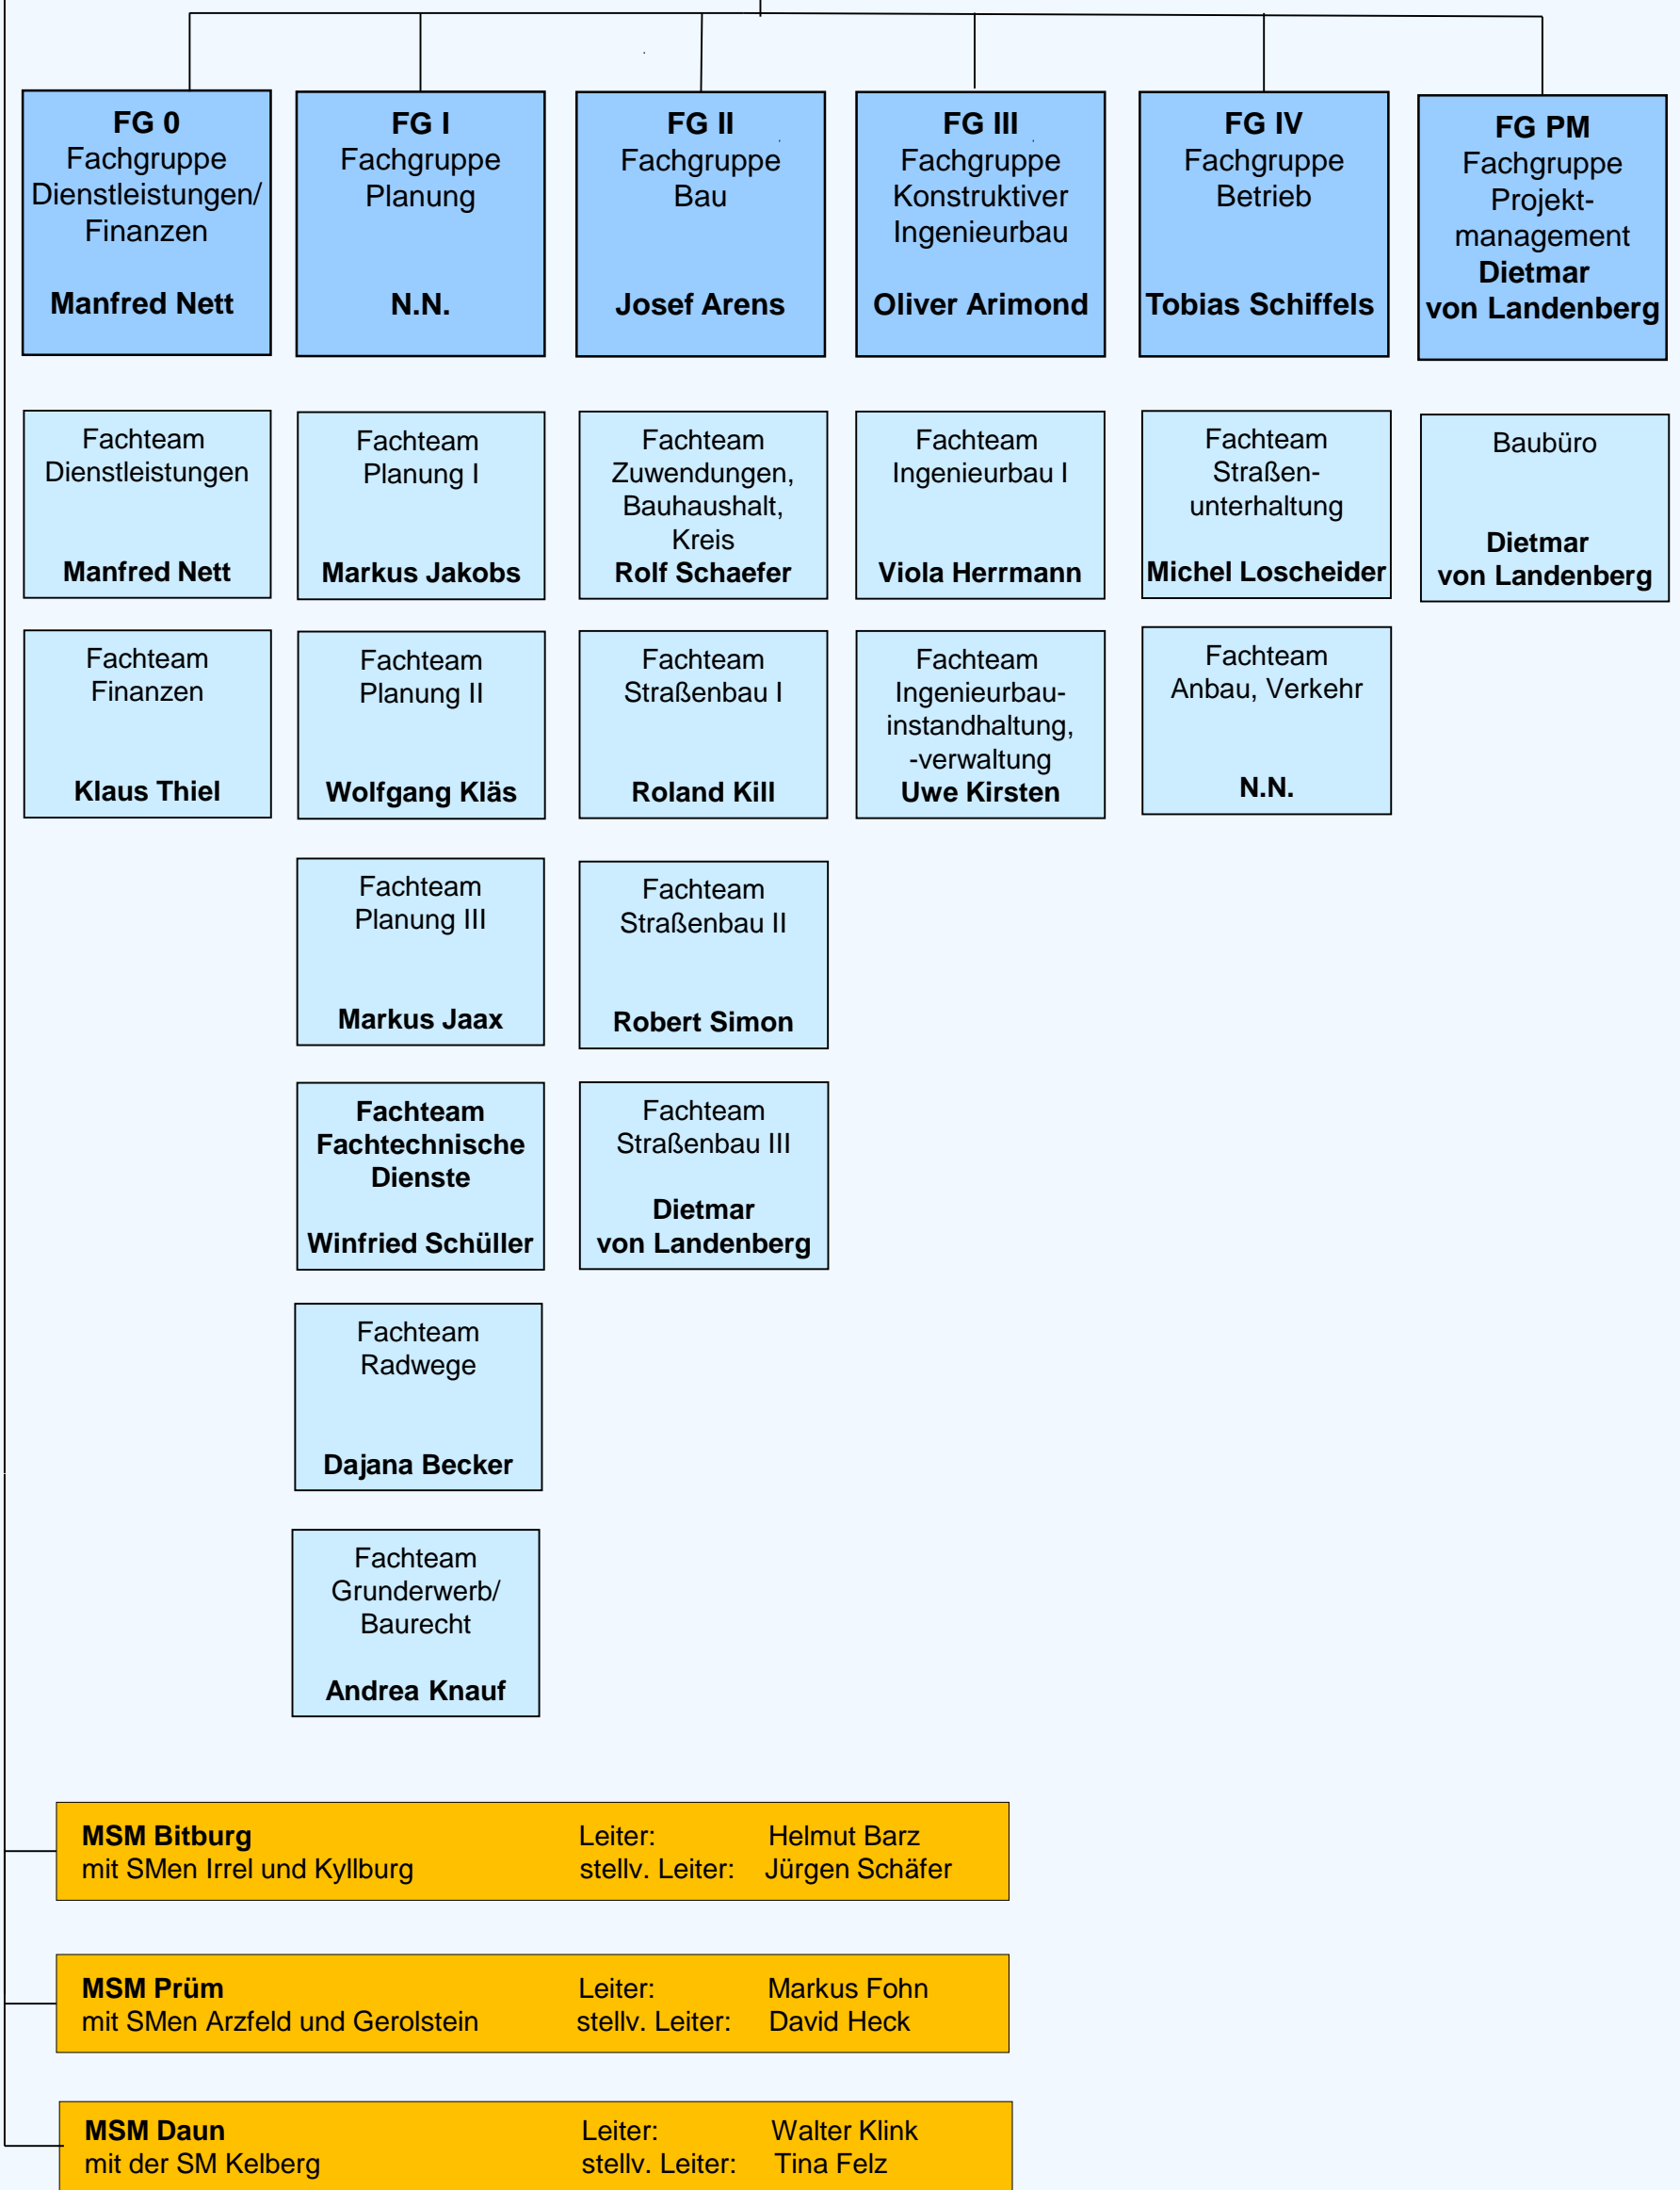 FG 0
Fachgruppe
Dienstleistungen/
Finanzen
Manfred Nett
FG I
Fachgruppe
Planung
N.N.
FG II
Fachgruppe
Bau
Josef Arens
FG III
Fachgruppe
Konstruktiver
Ingenieurbau
Oliver Arimond
FG IV
Fachgruppe
Betrieb
Tobias Schiffels
FG PM
Fachgruppe
Projekt-
management
Dietmar
von Landenberg
Fachteam
Dienstleistungen
Manfred Nett
Fachteam
Planung I
Markus Jakobs
Fachteam
Zuwendungen,
Bauhaushalt,
Kreis
Rolf Schaefer
Fachteam
Ingenieurbau I
Viola Herrmann
Fachteam
Straßen-
unterhaltung
Michel Loscheider
Baubüro
Dietmar
von Landenberg
Fachteam
Finanzen
Klaus Thiel
Fachteam
Planung II
Wolfgang Kläs
Fachteam
Straßenbau I
Roland Kill
Fachteam
Ingenieurbau-
instandhaltung,
-verwaltung
Uwe Kirsten
Fachteam
Anbau, Verkehr
N.N.
Fachteam
Planung III
Markus Jaax
Fachteam
Straßenbau II
Robert Simon
Fachteam
Fachtechnische
Dienste
Winfried Schüller
Fachteam
Straßenbau III
Dietmar
von Landenberg
Fachteam
Radwege
Dajana Becker
Fachteam
Grunderwerb/
Baurecht
Andrea Knauf
MSM Bitburg Leiter: Helmut Barz
mit SMen Irrel und Kyllburg stellv. Leiter: Jürgen Schäfer
MSM Prüm Leiter: Markus Fohn
mit SMen Arzfeld und Gerolstein stellv. Leiter: David Heck
MSM Daun Leiter: Walter Klink
mit der SM Kelberg stellv. Leiter: Tina Felz